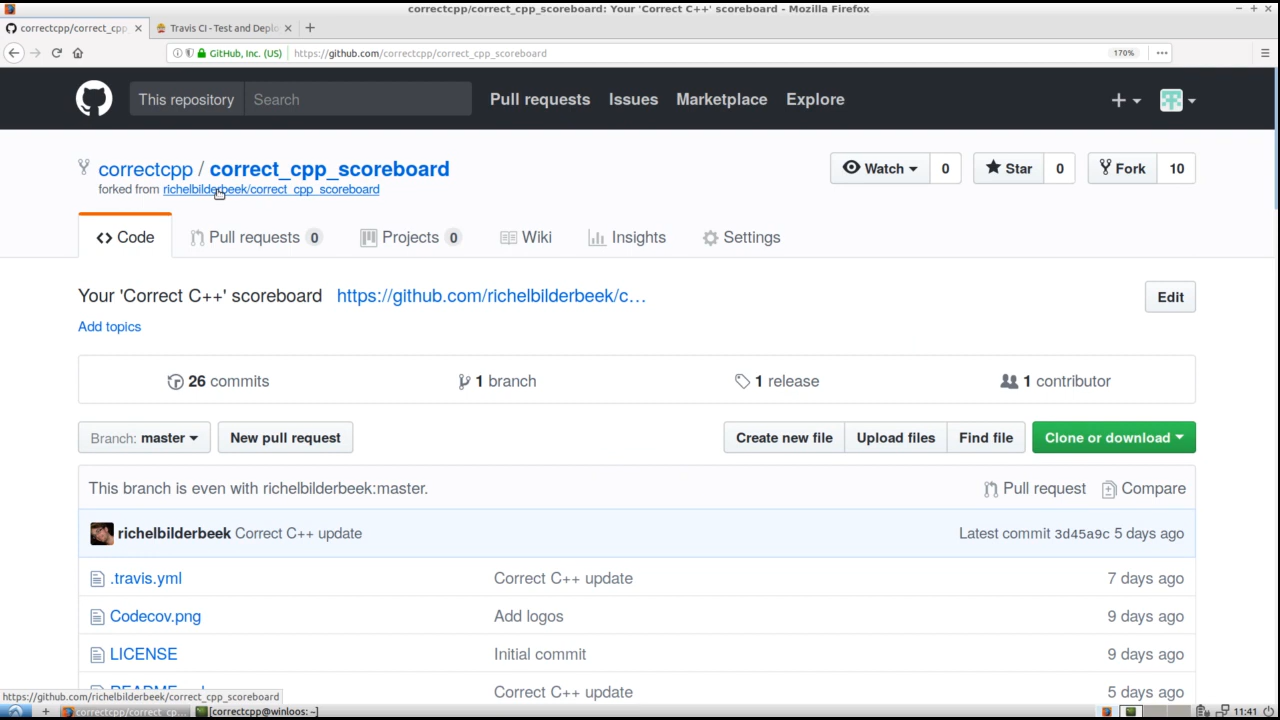 correctcpp/correct_cpp_scoreboard: Your 'Correct C++' scoreboard - Mozilla Firefox
correctcpp/correct_cpp_
Travis CI - Test and Deplo
GitHub, Inc. (US)
https://github.com/correctcpp/correct_cpp_scoreboard
170%
This repository
Search
Pull requests
Issues
Marketplace
Explore
correctcpp / correct_cpp_scoreboard
Watch
0
Star
0
Fork
10
forked from richelbilderbeek/correct_cpp_scoreboard
Code
Pull requests 0
Projects 0
Wiki
Insights
Settings
Your 'Correct C++' scoreboard
https://github.com/richelbilderbeek/c…
Edit
Add topics
26 commits
1 branch
1 release
1 contributor
Branch: master
New pull request
Create new file
Upload files
Find file
Clone or download
This branch is even with richelbilderbeek:master.
Pull request
Compare
richelbilderbeek Correct C++ update
Latest commit 3d45a9c 5 days ago
.travis.yml
Correct C++ update
7 days ago
Codecov.png
Add logos
9 days ago
LICENSE
Initial commit
9 days ago
README.md
Correct C++ update
5 days ago
https://github.com/richelbilderbeek/correct_cpp_scoreboard
correctcpp/correct_cp...
[correctcpp@winloos: ~]
11:41